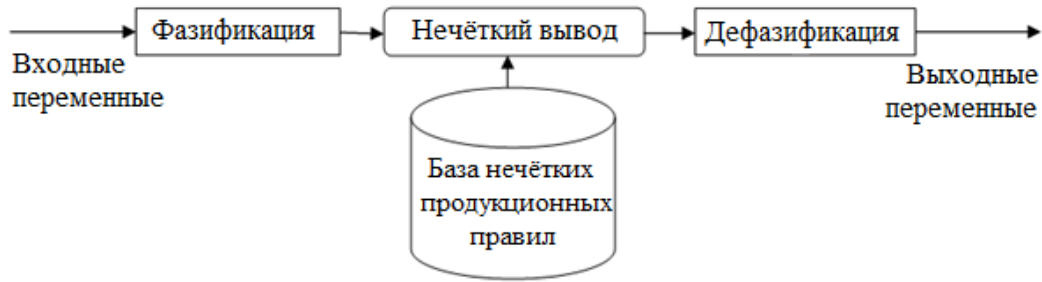 Фазификация
Нечёткий вывод
Дефазификация
Входные
переменные
Выходные
переменные
База нечётких
продукционных
правил